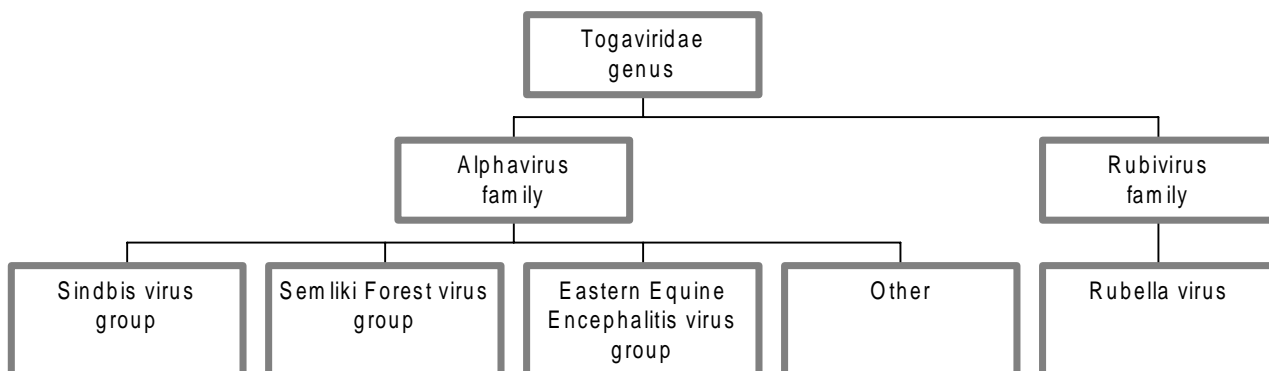 Togaviridae
genus
Alphavirus
family
Rubivirus
family
Sindbis virus
group
Semliki Forest virus
group
Eastern Equine
Encephalitis virus
group
Other
Rubella virus